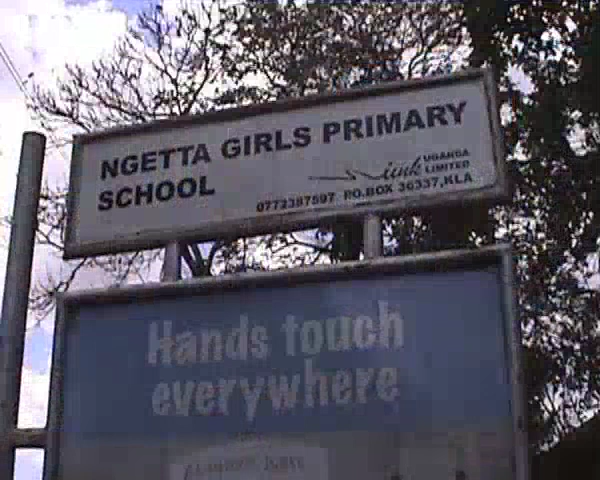 NGETTA GIRLS PRIMARY
SCHOOL
UGANDA
LIMITED
0772387597 P.O.BOX 36337,KLA
Hands touch
everywhere